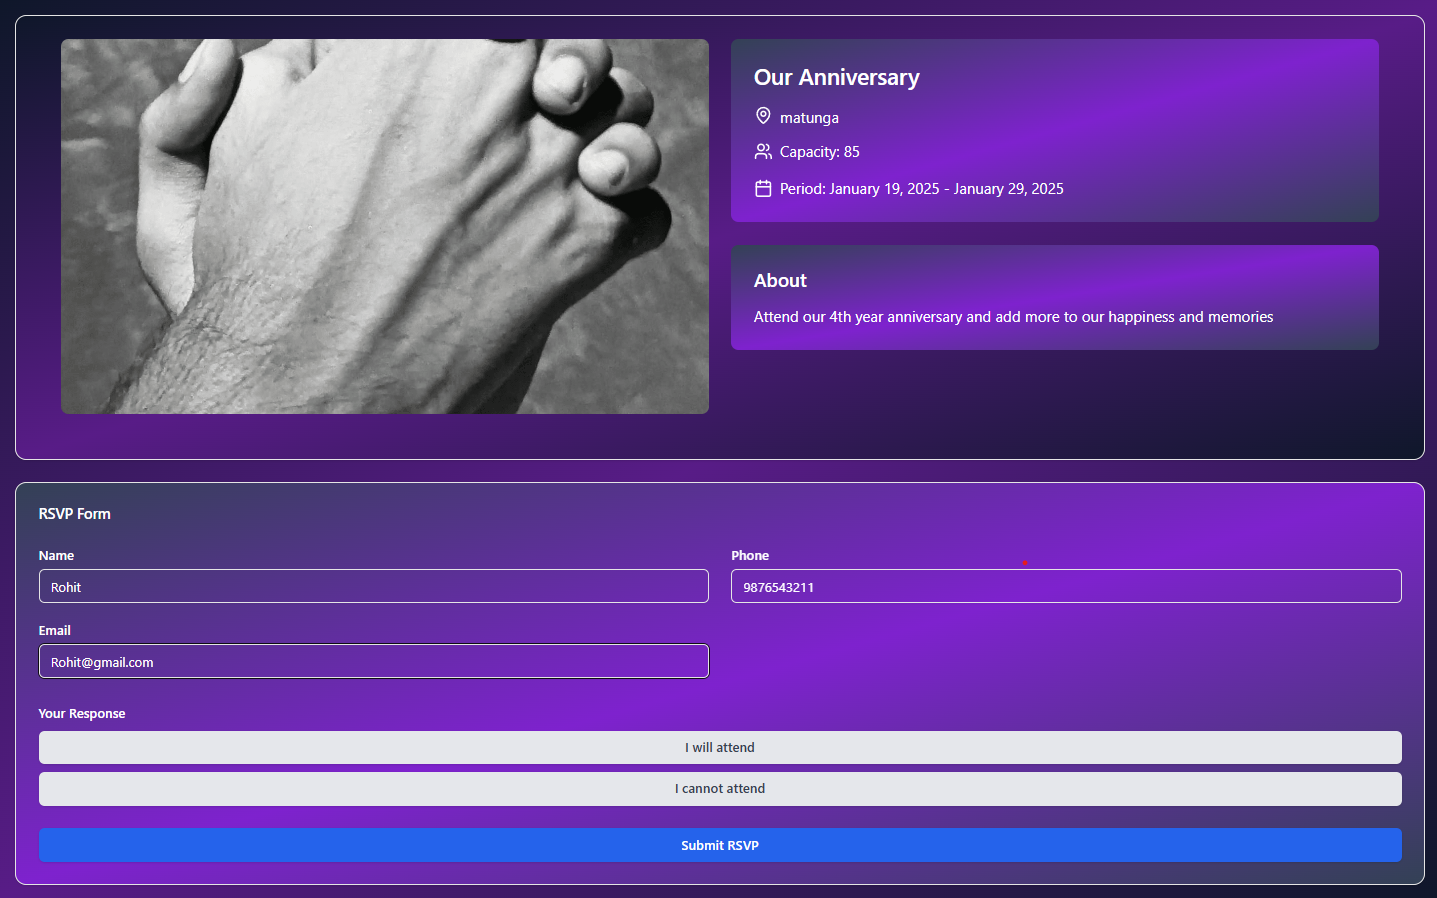 Our Anniversary
matunga
Capacity: 85
Period: January 19, 2025 - January 29, 2025
About
Attend our 4th year anniversary and add more to our happiness and memories
RSVP Form
Name
Rohit
Phone
9876543211
Email
Rohit@gmail.com
Your Response
I will attend
I cannot attend
Submit RSVP